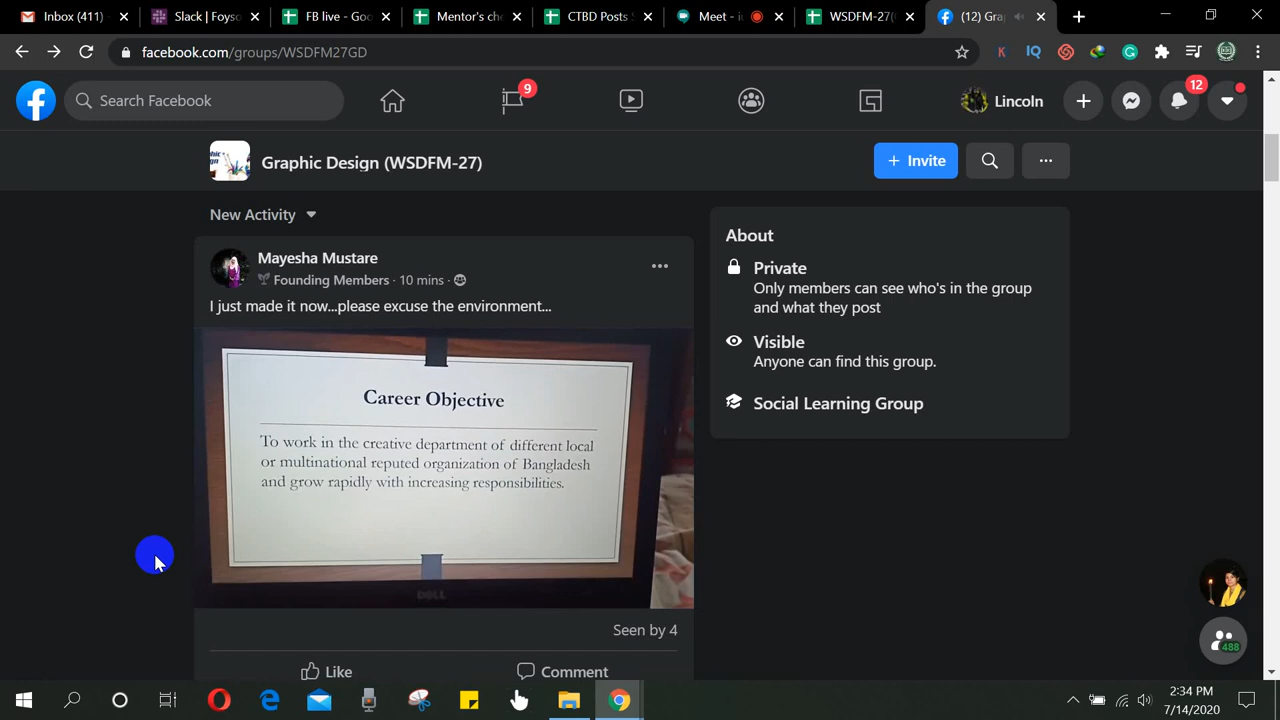 Inbox (411) -
Slack | Foyso
FB live - Goo
Mentor's che
CTBD Posts S
Meet - i
WSDFM-27(
(12) Gra
facebook.com/groups/WSDFM27GD
Search Facebook
9
Lincoln
12
Graphic Design (WSDFM-27)
+ Invite
New Activity
Mayesha Mustare
Founding Members · 10 mins ·
I just made it now...please excuse the environment...
Career Objective
To work in the creative department of different local
or multinational reputed organization of Bangladesh
and grow rapidly with increasing responsibilities.
DELL
Seen by 4
Like
Comment
About
Private
Only members can see who's in the group
and what they post
Visible
Anyone can find this group.
Social Learning Group
488
2:34 PM
7/14/2020